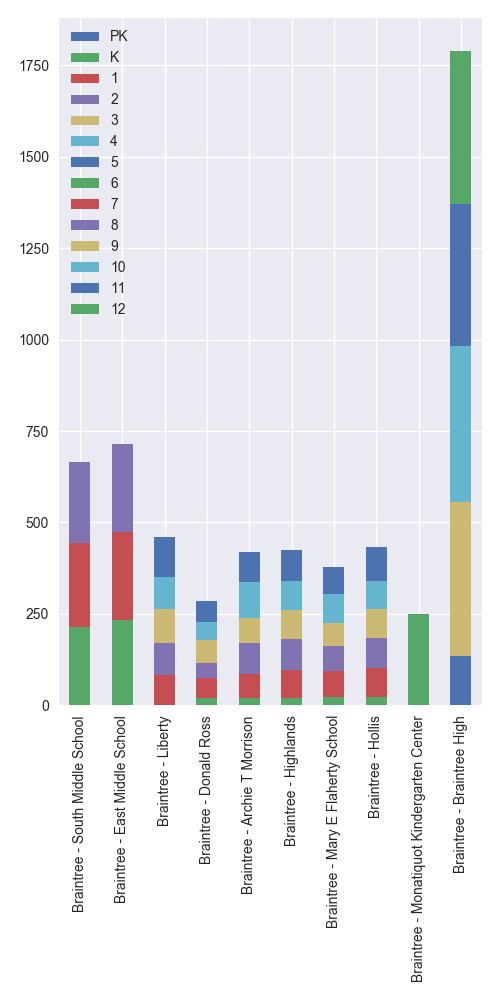 PK
K
1
2
3
4
5
6
7
8
9
10
11
12
1750
1500
1250
1000
750
500
250
0
Braintree - South Middle School
Braintree - East Middle School
Braintree - Liberty
Braintree - Donald Ross
Braintree - Archie T Morrison
Braintree - Highlands
Braintree - Mary E Flaherty School
Braintree - Hollis
Braintree - Monatiquot Kindergarten Center
Braintree - Braintree High